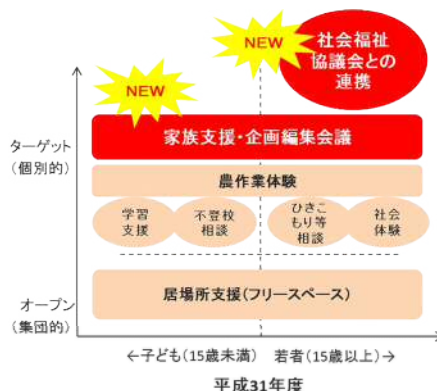 NEW
社会福祉
協議会との
連携
NEW
家族支援・企画編集会議
ターゲット
(個別的)
農作業体験
学習
支援
不登校
相談
ひきこ
もり等
相談
社会
体験
居場所支援(フリースペース)
オープン
(集団的)
←子ども(15歳未満)
若者(15歳以上)→
平成31年度